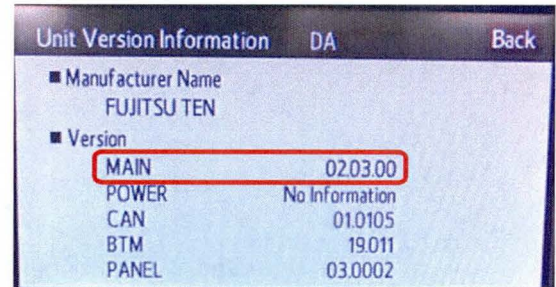 Unit Version Information DA Back
■ Manufacturer Name
FUJITSU TEN
■ Version
MAIN 02.03.00
POWER No Information
CAN 01.0105
BTM 19.011
PANEL 03.0002